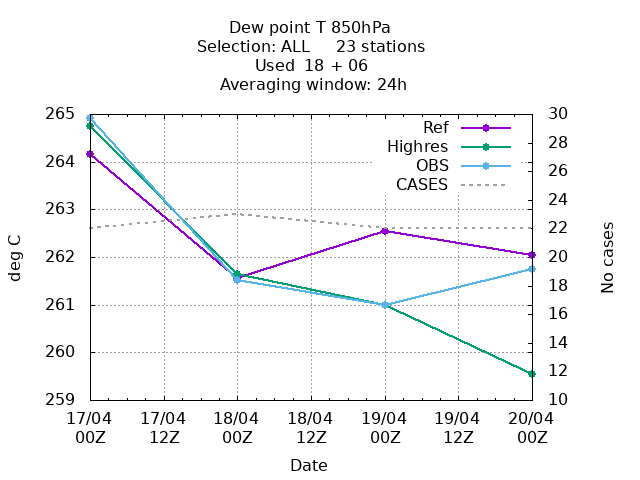 Dew point T 850hPa
Selection: ALL     23 stations
Used  18 + 06
Averaging window: 24h
265
264
263
262
261
260
259
deg C
30
28
26
24
22
20
18
16
14
12
10
No cases
Ref
Highres
OBS
CASES
17/04 17/04 18/04 18/04 19/04 19/04 20/04
00Z 12Z 00Z 12Z 00Z 12Z 00Z
Date